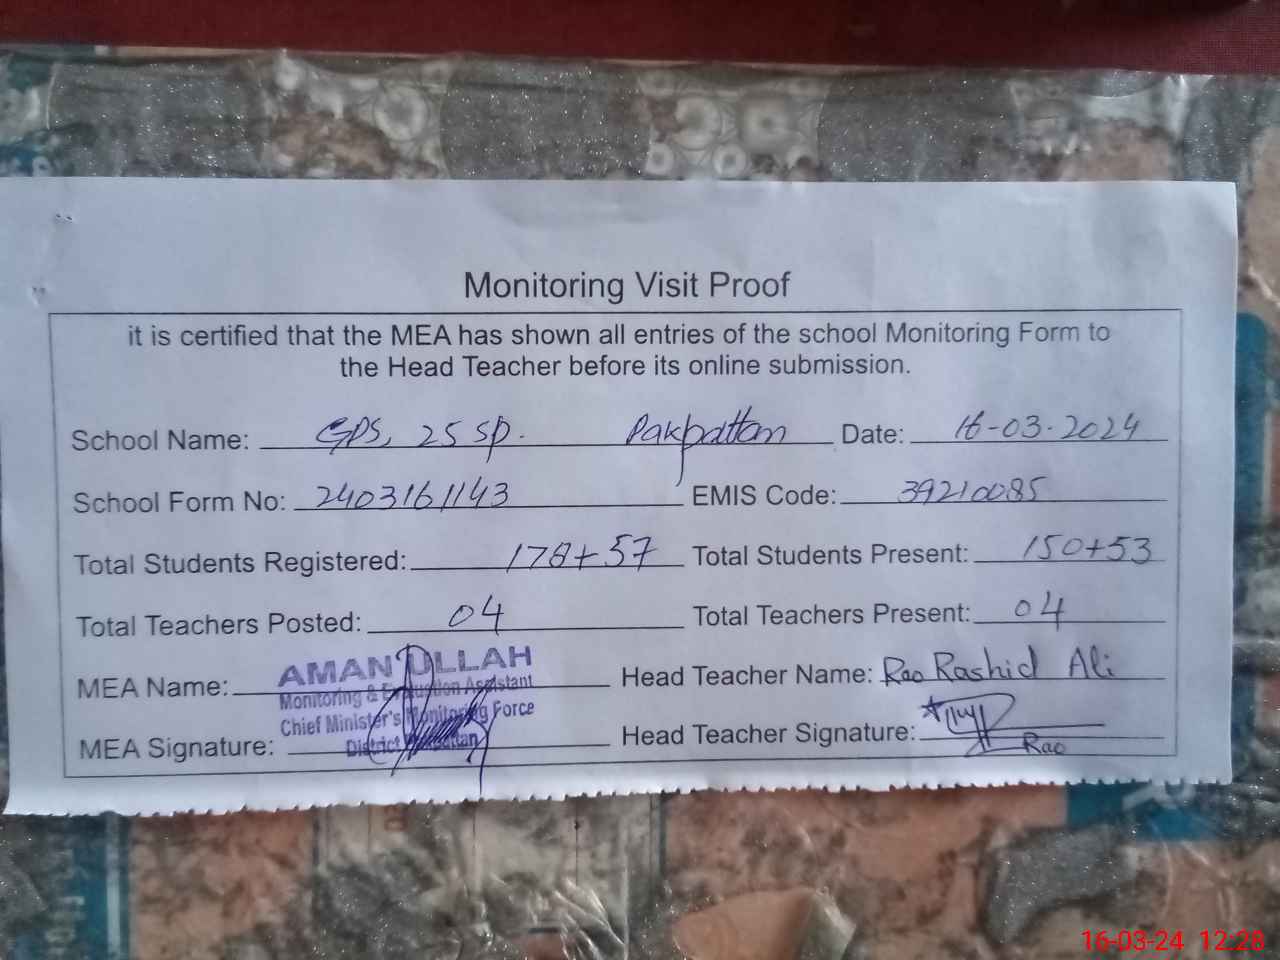 Monitoring Visit Proof
it is certified that the MEA has shown all entries of the school Monitoring Form to
the Head Teacher before its online submission.
School Name: GPS, 25 SP. Pakpattan Date: 16-03-2024
School Form No: 2403161143 EMIS Code: 39210085
Total Students Registered: 178+57 Total Students Present: 150+53
Total Teachers Posted: 04 Total Teachers Present: 04
MEA Name: AMAN ULLAH Head Teacher Name: Rao Rashid Ali
Monitoring & Evaluation Assistant
Chief Minister's Monitoring Force
MEA Signature: District Pakpattan Head Teacher Signature: Rao
16-03-24 12:28